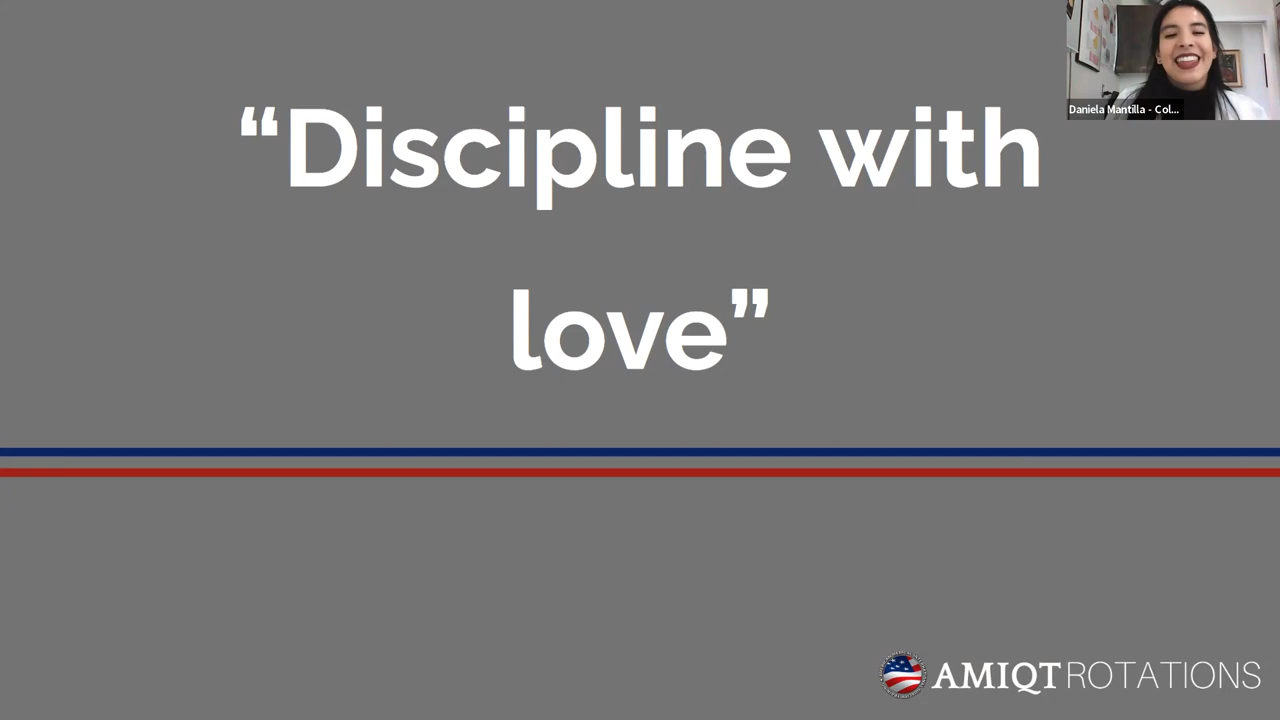 “Discipline with
love”
Daniela Mantilla - Col...
AMIQT ROTATIONS